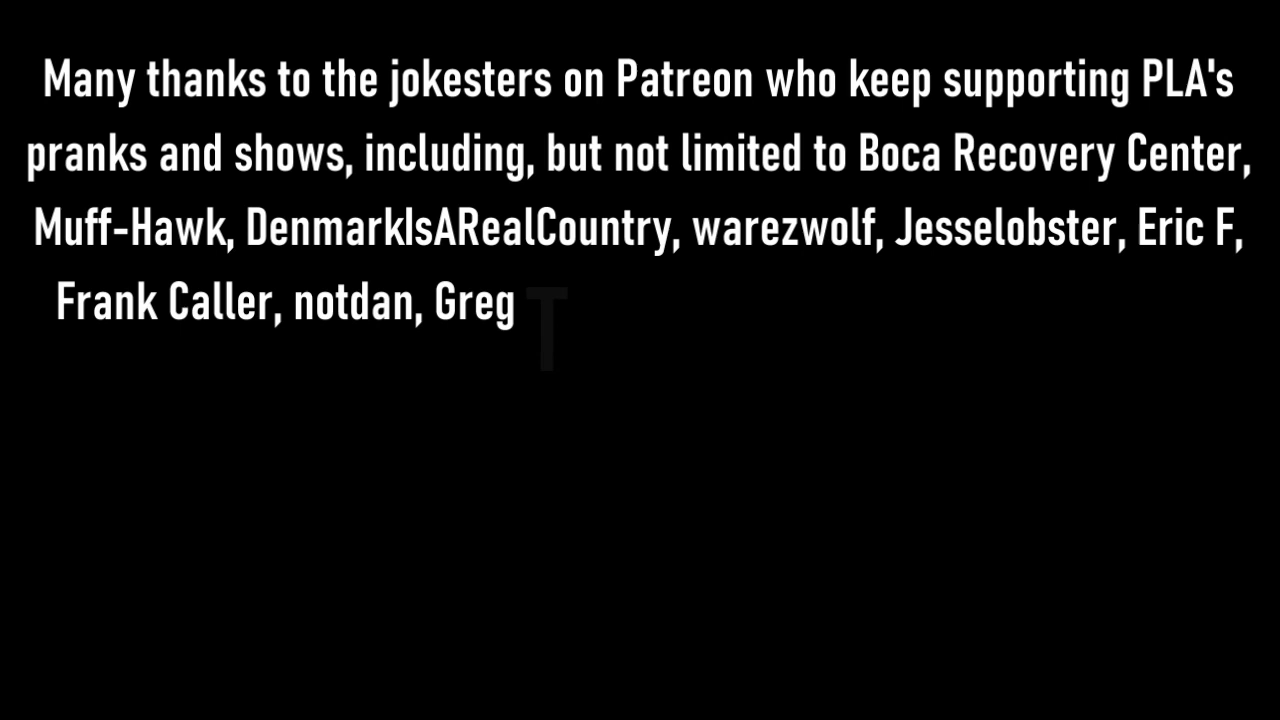 Many thanks to the jokesters on Patreon who keep supporting PLA's
pranks and shows, including, but not limited to Boca Recovery Center,
Muff-Hawk, DenmarkIsARealCountry, warezwolf, Jesselobster, Eric F,
Frank Caller, notdan, Greg T